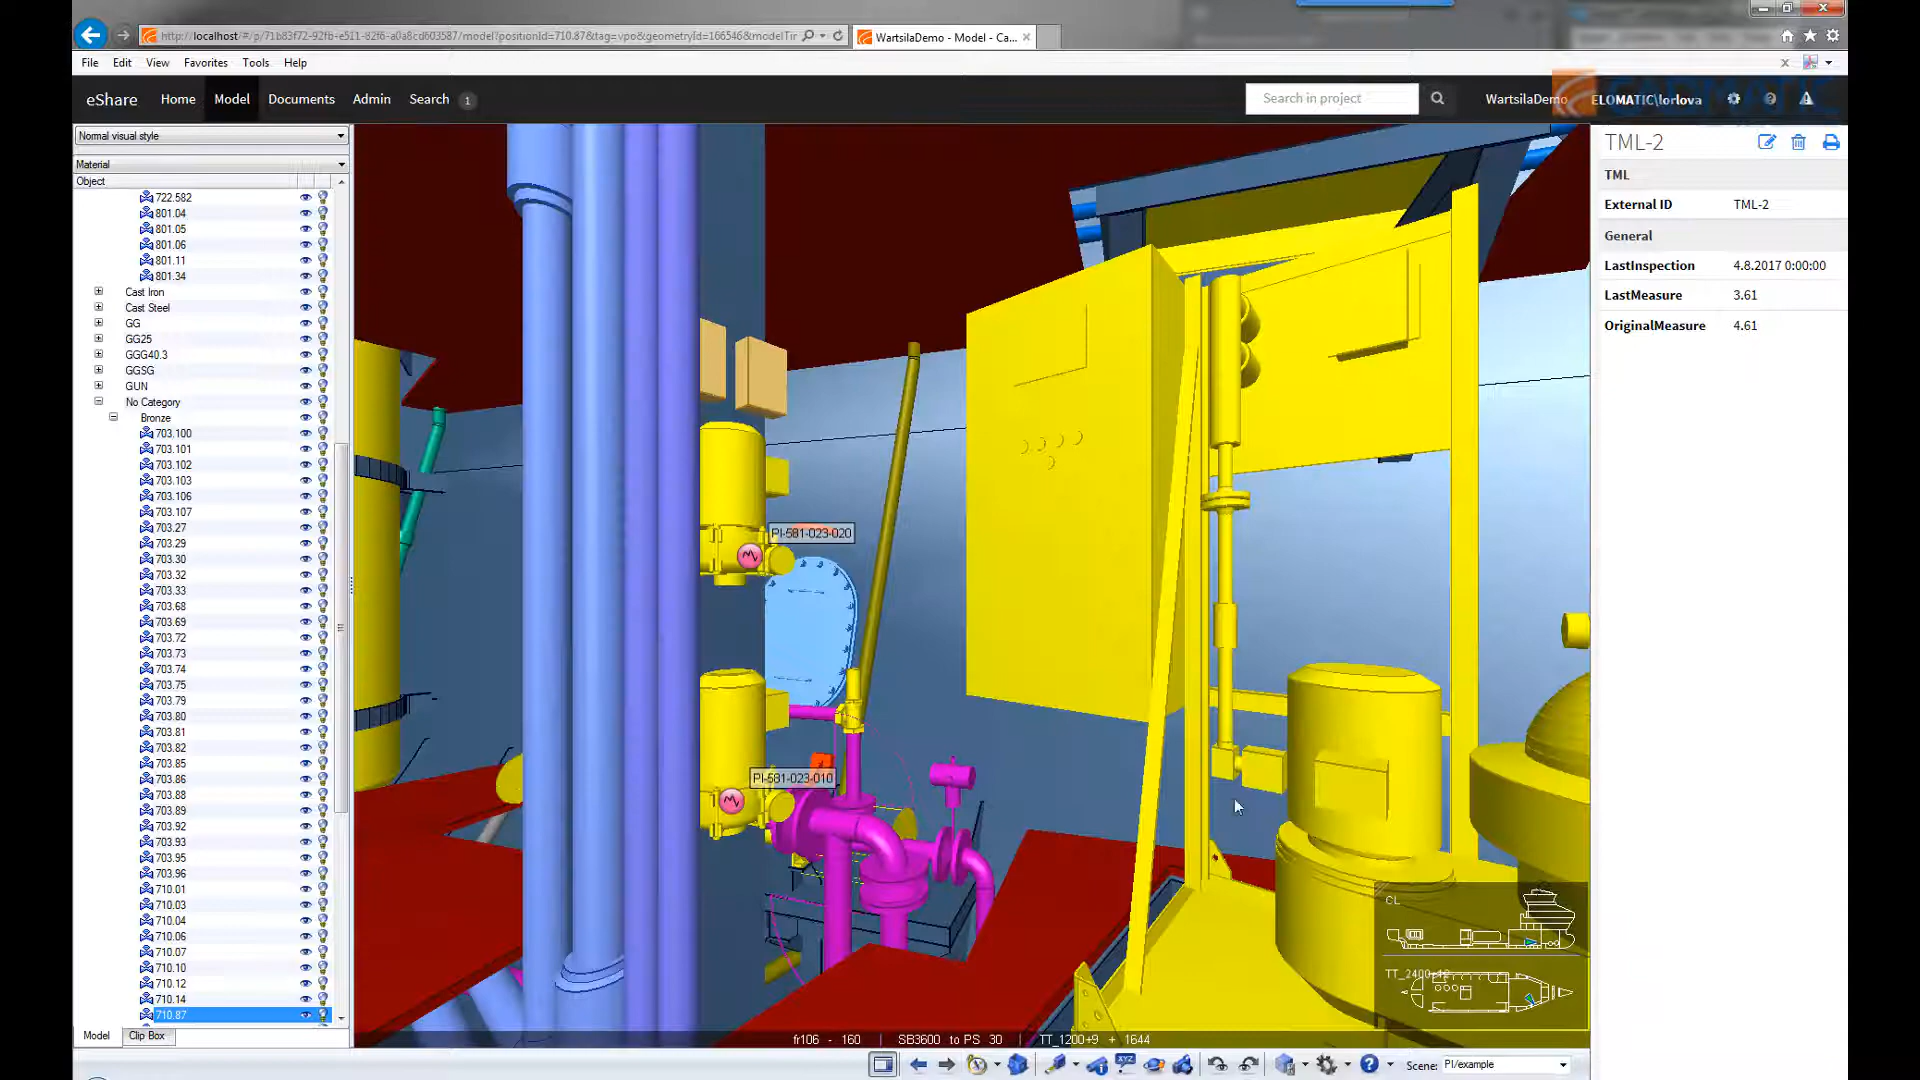 http://localhost/#/p/71b83f72-92fb-e511-82f6-a0a8cd603587/model?positionId=710.87&tag=vpo&geometryId=166546&modelTir
WartsilaDemo - Model - Ca...
File Edit View Favorites Tools Help
eShare Home Model Documents Admin Search 1
Search in project
WartsilaDemo ELOMATIC\lorlova
CADMATIC
Normal visual style
Material
Object
722.582
801.04
801.05
801.06
801.11
801.34
Cast Iron
Cast Steel
GG
GG25
GGG40.3
GGSG
GUN
No Category
Bronze
703.100
703.101
703.102
703.103
703.106
703.107
703.27
703.29
703.30
703.32
703.33
703.68
703.69
703.72
703.73
703.74
703.75
703.79
703.80
703.81
703.82
703.85
703.86
703.88
703.89
703.92
703.93
703.95
703.96
710.01
710.03
710.04
710.06
710.07
710.10
710.12
710.14
710.87
Model Clip Box
PI-581-023-020
PI-581-023-010
CL
TT_2400+12
fr106 - 160 SB3600 to PS 30 TT_1200+9 + 1644
XYZ
Scene: PI/example
TML-2
TML
External ID TML-2
General
LastInspection 4.8.2017 0:00:00
LastMeasure 3.61
OriginalMeasure 4.61